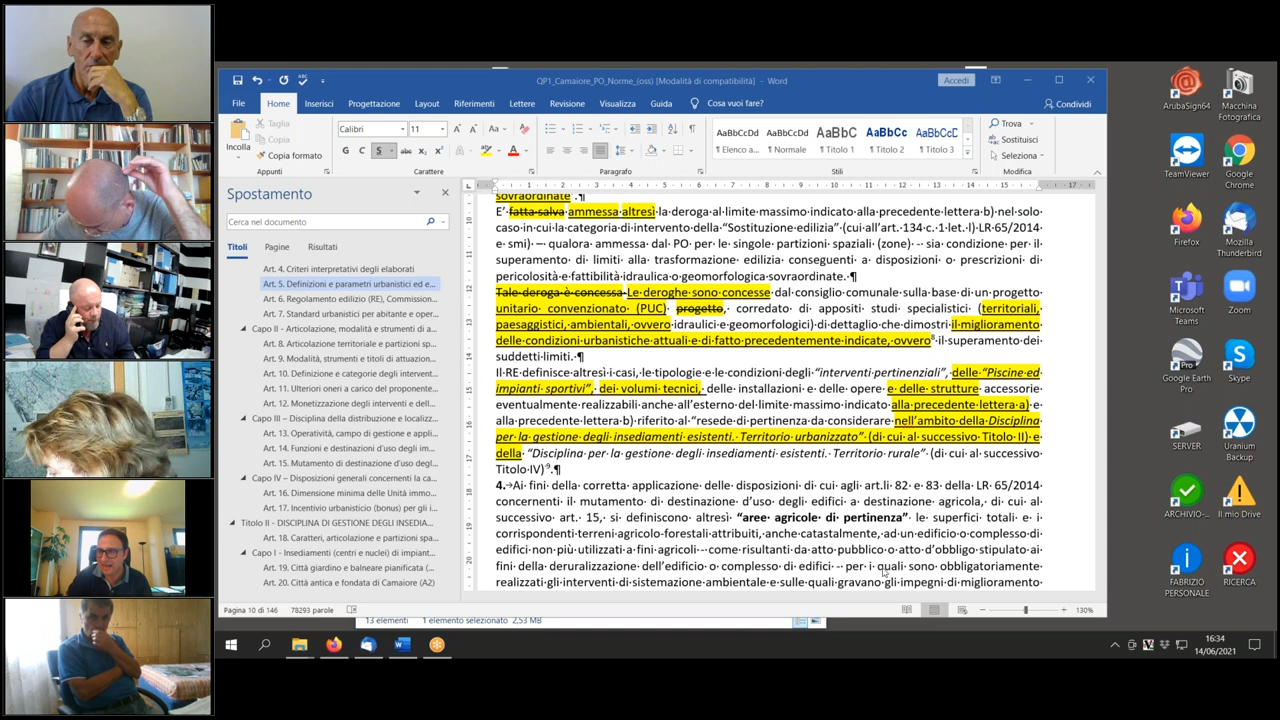 QP1_Camaiore_PO_Norme_(oss) [Modalità di compatibilità] - Word
Accedi
File Home Inserisci Progettazione Layout Riferimenti Lettere Revisione Visualizza Guida Cosa vuoi fare? Condividi
Incolla
Taglia
Copia
Copia formato
Appunti
Calibri 11
Carattere
Paragrafo
AaBbCcDd AaBbCcDd AaBbC AaBbCc AaBbCcD
¶ Elenco a... ¶ Normale ¶ Titolo 1 ¶ Titolo 2 ¶ Titolo 3
Stili
Trova
Sostituisci
Seleziona
Modifica
Spostamento
Cerca nel documento
Titoli Pagine Risultati
Art. 4. Criteri interpretativi degli elaborati
Art. 5. Definizioni e parametri urbanistici ed e...
Art. 6. Regolamento edilizio (RE), Commission...
Art. 7. Standard urbanistici per abitante e oper...
Capo II - Articolazione, modalità e strumenti di a...
Art. 8. Articolazione territoriale e partizioni sp...
Art. 9. Modalità, strumenti e titoli di attuazion...
Art. 10. Definizione e categorie degli intervent...
Art. 11. Ulteriori oneri a carico del proponente
Art. 12. Monetizzazione degli interventi e dell...
Capo III – Disciplina della distribuzione e localizz...
Art. 13. Operatività, campo di gestione e appli...
Art. 14. Funzioni e destinazioni d'uso degli im...
Art. 15. Mutamento di destinazione d'uso degl...
Capo IV – Disposizioni generali concernenti la ca...
Art. 16. Dimensione minima delle Unità immo...
Art. 17. Incentivo urbanistico (bonus) per gli i...
Titolo II - DISCIPLINA DI GESTIONE DEGLI INSEDIA...
Art. 18. Caratteri, articolazione e partizioni spa...
Capo I - Insediamenti (centri e nuclei) di impiant...
Art. 19. Città giardino e balneare pianificata (...
Art. 20. Città antica e fondata di Camaiore (A2)
sovraordinate".¶
E' fatta salva ammessa altresì la deroga al limite massimo indicato alla precedente lettera b) nel solo
caso in cui la categoria di intervento della "Sostituzione edilizia" (cui all'art. 134 c. 1 let. l) LR 65/2014
e smi) – qualora ammessa dal PO per le singole partizioni spaziali (zone) - sia condizione per il
superamento di limiti alla trasformazione edilizia conseguenti a disposizioni o prescrizioni di
pericolosità e fattibilità idraulica o geomorfologica sovraordinate. ¶
Tale deroga è concessa Le deroghe sono concesse dal consiglio comunale sulla base di un progetto
unitario convenzionato (PUC) progetto, corredato di appositi studi specialistici (territoriali,
paesaggistici, ambientali, ovvero idraulici e geomorfologici) di dettaglio che dimostri il miglioramento
delle condizioni urbanistiche attuali e di fatto precedentemente indicate, ovvero8 il superamento dei
suddetti limiti. ¶
Il RE definisce altresì i casi, le tipologie e le condizioni degli "interventi pertinenziali", delle "Piscine ed
impianti sportivi", dei volumi tecnici, delle installazioni e delle opere e delle strutture accessorie
eventualmente realizzabili anche all'esterno del limite massimo indicato alla precedente lettera a) e
alla precedente lettera b) riferito al "resede di pertinenza da considerare nell'ambito della Disciplina
per la gestione degli insediamenti esistenti. Territorio urbanizzato" (di cui al successivo Titolo II) e
della "Disciplina per la gestione degli insediamenti esistenti. Territorio rurale" (di cui al successivo
Titolo IV)9.¶
4. Ai fini della corretta applicazione delle disposizioni di cui agli art.li 82 e 83 della LR 65/2014
concernenti il mutamento di destinazione d'uso degli edifici a destinazione agricola, di cui al
successivo art. 15, si definiscono altresì "aree agricole di pertinenza" le superfici totali e i
corrispondenti terreni agricolo-forestali attribuiti, anche catastalmente, ad un edificio o complesso di
edifici non più utilizzati a fini agricoli - come risultanti da atto pubblico o atto d'obbligo stipulato ai
fini della deruralizzazione dell'edificio o complesso di edifici - per i quali sono obbligatoriamente
realizzati gli interventi di sistemazione ambientale e sulle quali gravano gli impegni di miglioramento
Pagina 10 di 146 78293 parole 130%
13 elementi 1 elemento selezionato 2,53 MB
ArubaSign64
Macchina Fotografica
TeamViewer
Google Chrome
Firefox
Mozilla Thunderbird
Microsoft Teams
Zoom
Google Earth Pro
Skype
SERVER
Uranium Backup
ARCHIVIO-...
Il mio Drive
FABRIZIO PERSONALE
RICERCA
16:34
14/06/2021